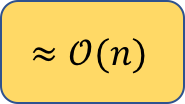 ≈ 𝒪(n)